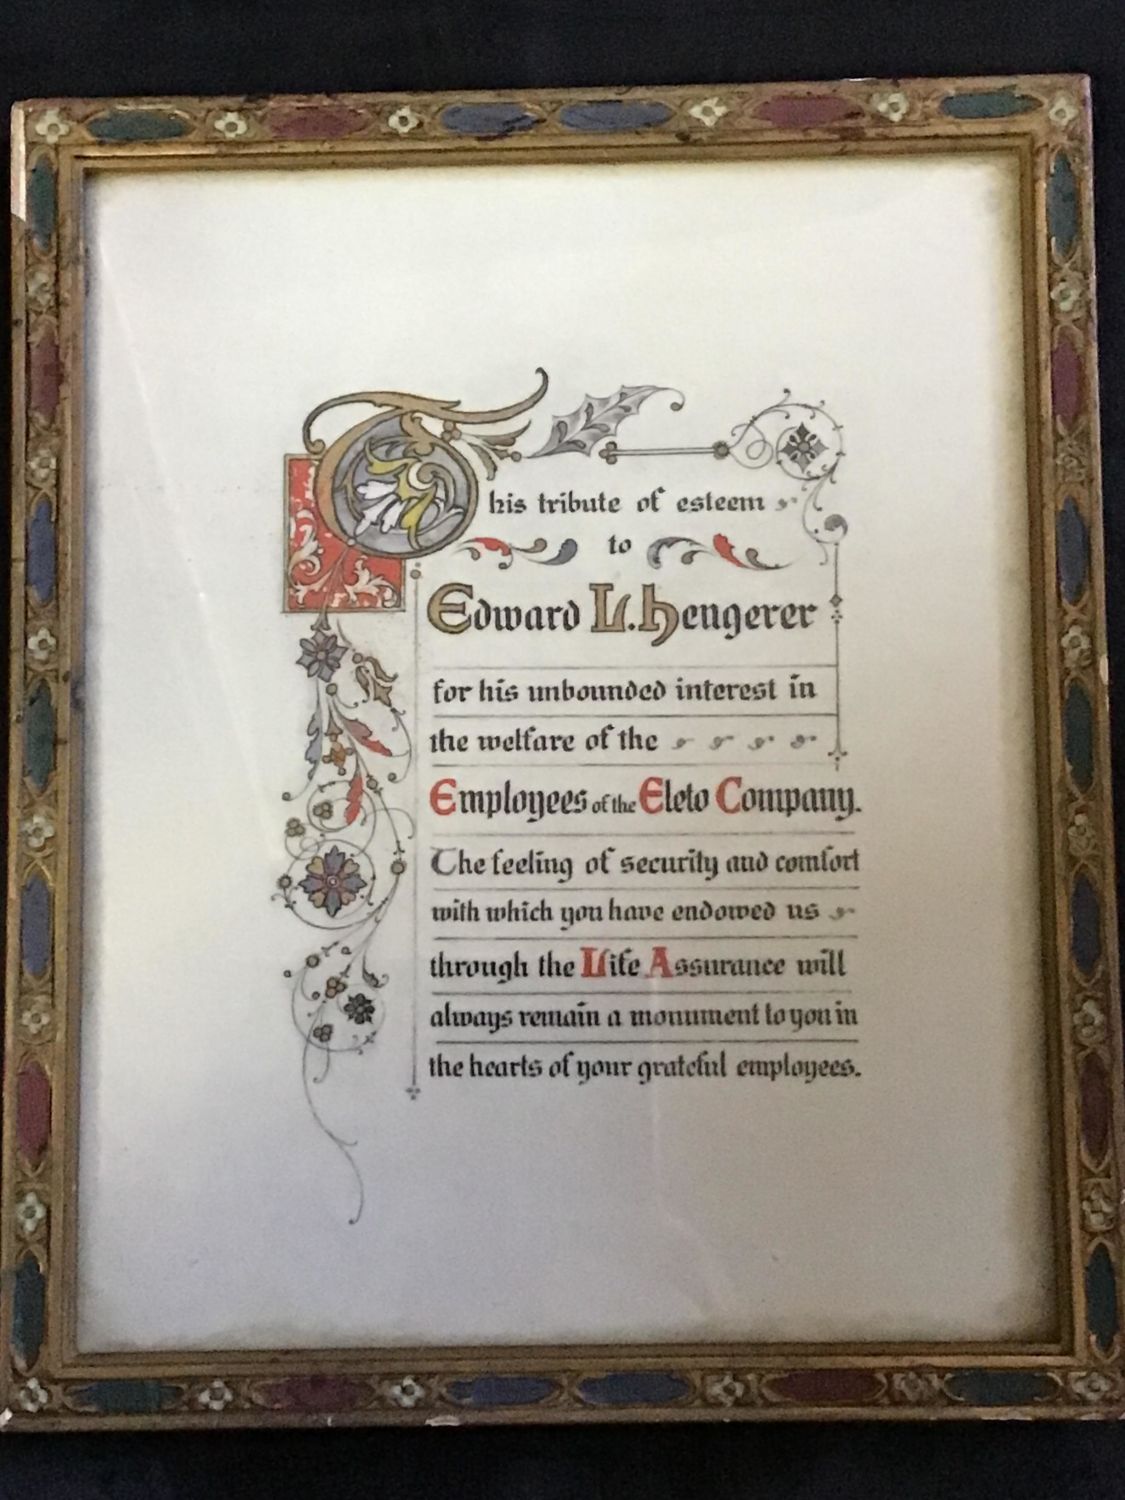 This tribute of esteem
to
Edward L. Hengerer
for his unbounded interest in
the welfare of the
Employees of the Eleto Company.
The feeling of security and comfort
with which you have endowed us
through the Life Assurance will
always remain a monument to you in
the hearts of your grateful employees.